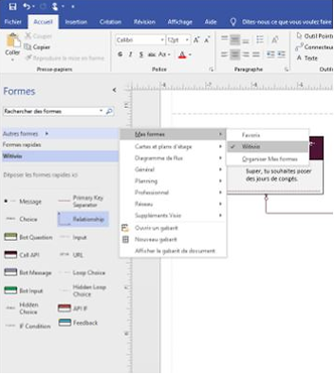 Fichier Accueil Insertion Création Révision Affichage Aide Dites-nous ce que vous voulez faire
Coller
Couper
Copier
Reproduire la mise en forme
Presse-papiers
Calibri 12pt.
G I S
Police
Paragraphe
Outil Pointeur
Connecteur
A Texte
Outils
Formes
Rechercher des formes
Autres formes
Formes rapides
Witivio
Déposer les formes rapides ici
Message
Primary Key Separator
Choice
Relationship
Bot Question
Input
Call API
URL
Bot Message
Loop Choice
Bot Input
Hidden Loop Choice
Hidden Choice
API IF
IF Condition
Feedback
Mes formes
Cartes et plans d'étage
Diagramme de flux
Général
Planning
Professionnel
Réseau
Suppléments Visio
Ouvrir un gabarit
Nouveau gabarit
Afficher le gabarit de document
Favoris
Witivio
Organiser Mes formes
Super, tu souhaites poser
des jours de congés.